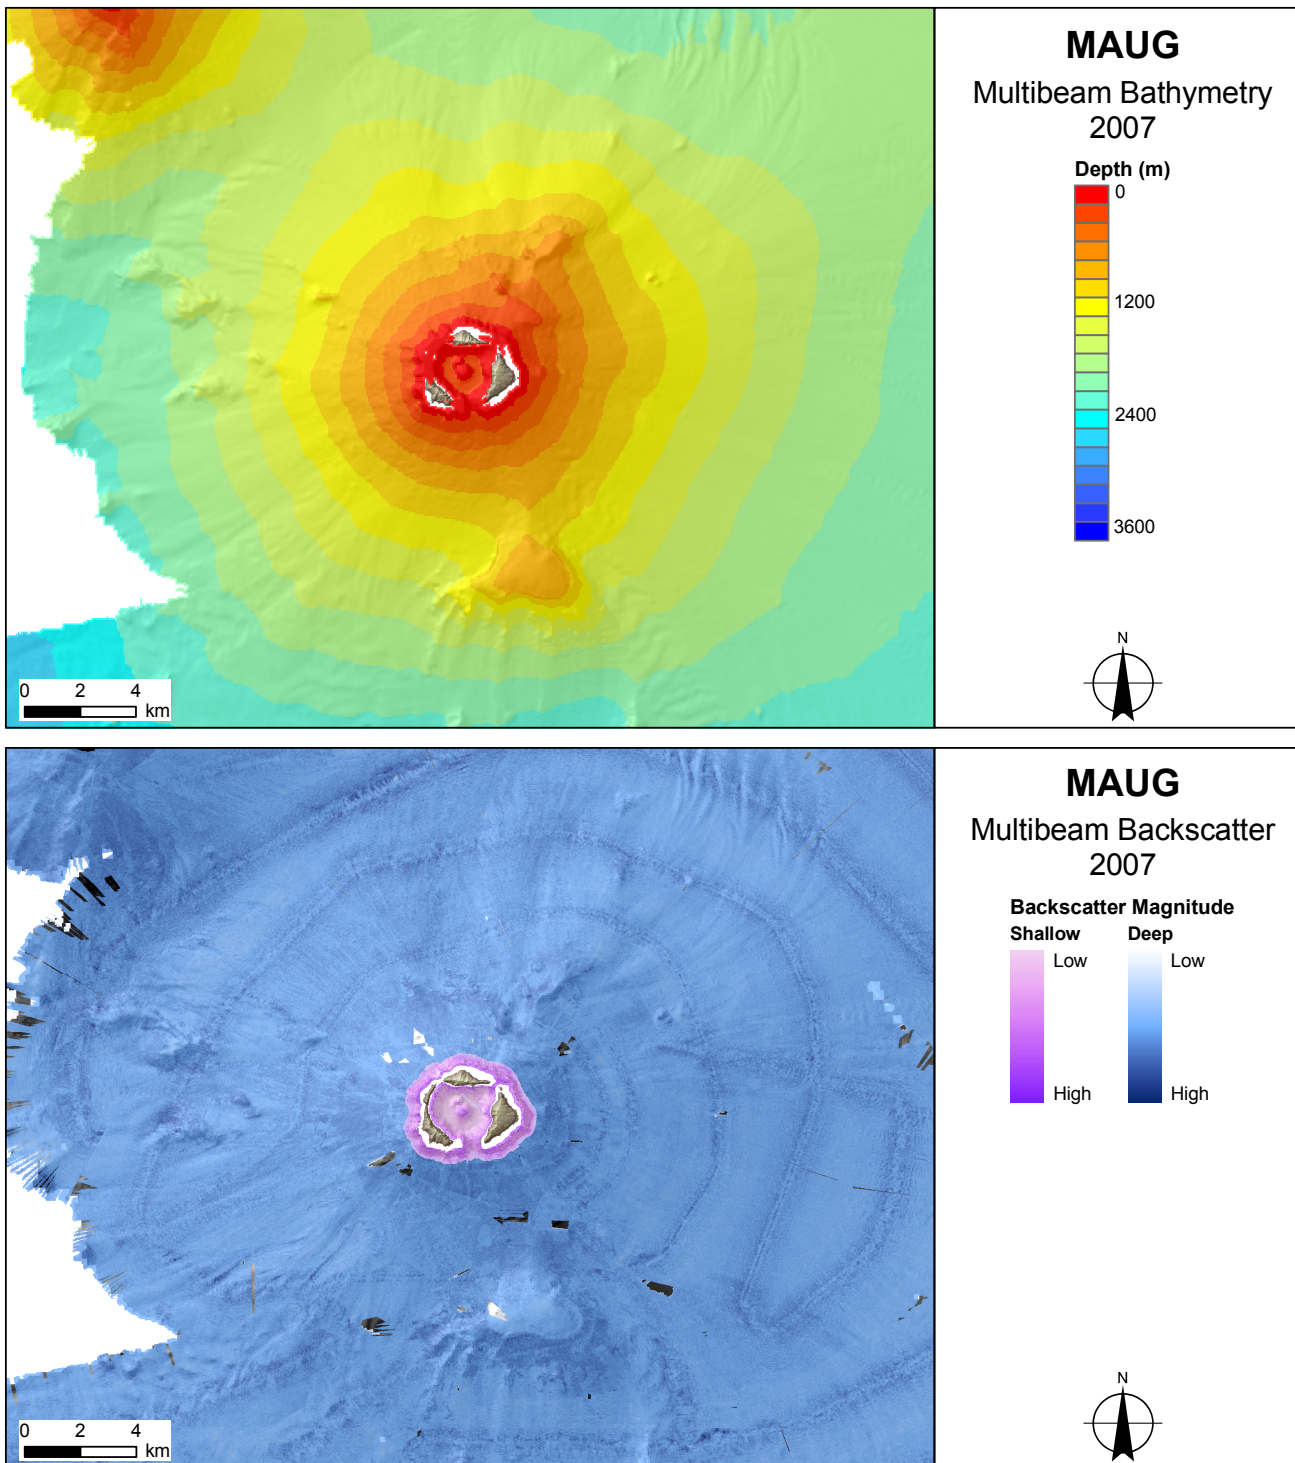 MAUG
Multibeam Bathymetry
2007
Depth (m)
0
1200
2400
3600
N
0 2 4
km
MAUG
Multibeam Backscatter
2007
Backscatter Magnitude
Shallow Deep
Low Low
High High
N
0 2 4
km